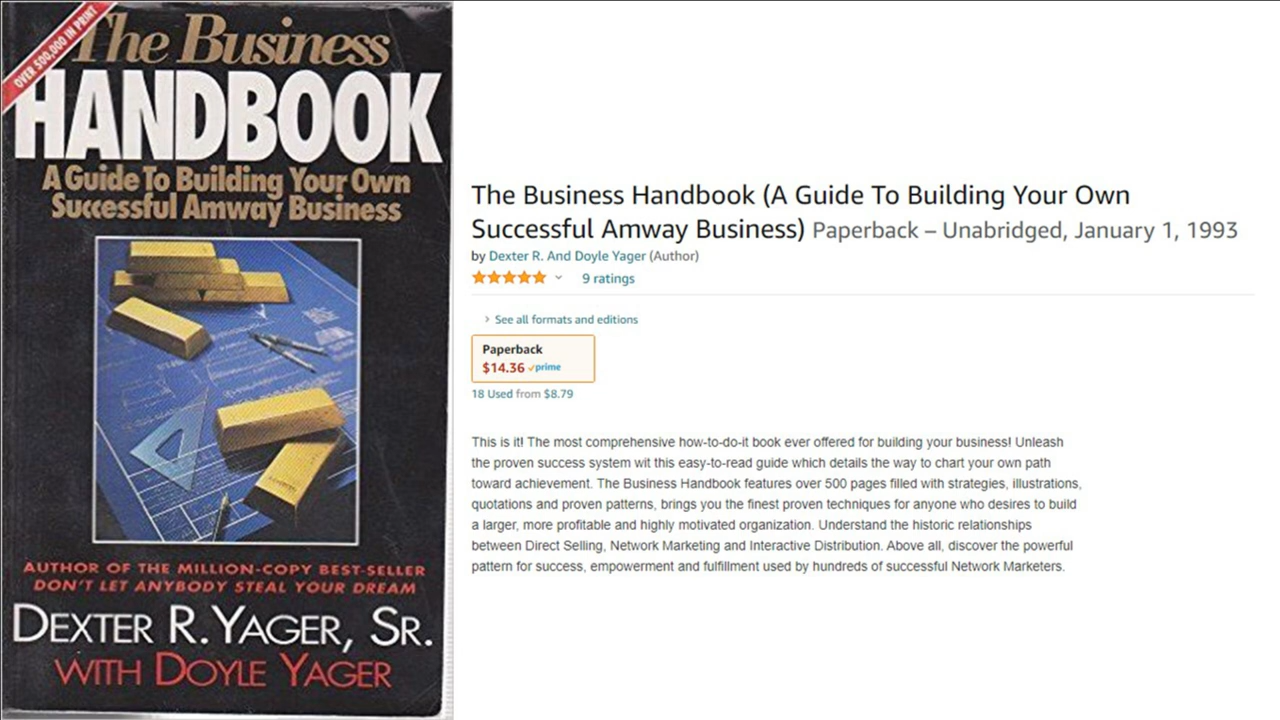 OVER 500,000 IN PRINT
The Business
HANDBOOK
A Guide To Building Your Own
Successful Amway Business
AUTHOR OF THE MILLION-COPY BEST-SELLER
DON'T LET ANYBODY STEAL YOUR DREAM
DEXTER R. YAGER, SR.
WITH DOYLE YAGER
The Business Handbook (A Guide To Building Your Own
Successful Amway Business) Paperback – Unabridged, January 1, 1993
by Dexter R. And Doyle Yager (Author)
9 ratings
See all formats and editions
Paperback
$14.36 prime
18 Used from $8.79
This is it! The most comprehensive how-to-do-it book ever offered for building your business! Unleash
the proven success system wit this easy-to-read guide which details the way to chart your own path
toward achievement. The Business Handbook features over 500 pages filled with strategies, illustrations,
quotations and proven patterns, brings you the finest proven techniques for anyone who desires to build
a larger, more profitable and highly motivated organization. Understand the historic relationships
between Direct Selling, Network Marketing and Interactive Distribution. Above all, discover the powerful
pattern for success, empowerment and fulfillment used by hundreds of successful Network Marketers.